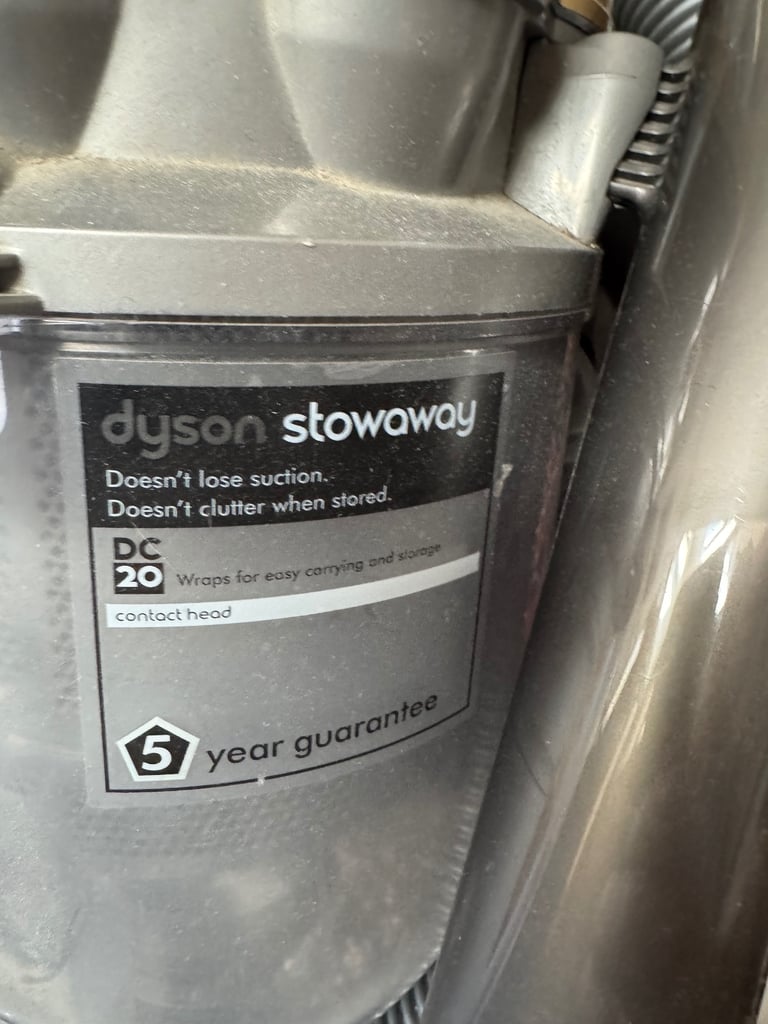 dyson stowaway
Doesn't lose suction.
Doesn't clutter when stored.
DC
20 Wraps for easy carrying and storage
contact head
5 year guarantee